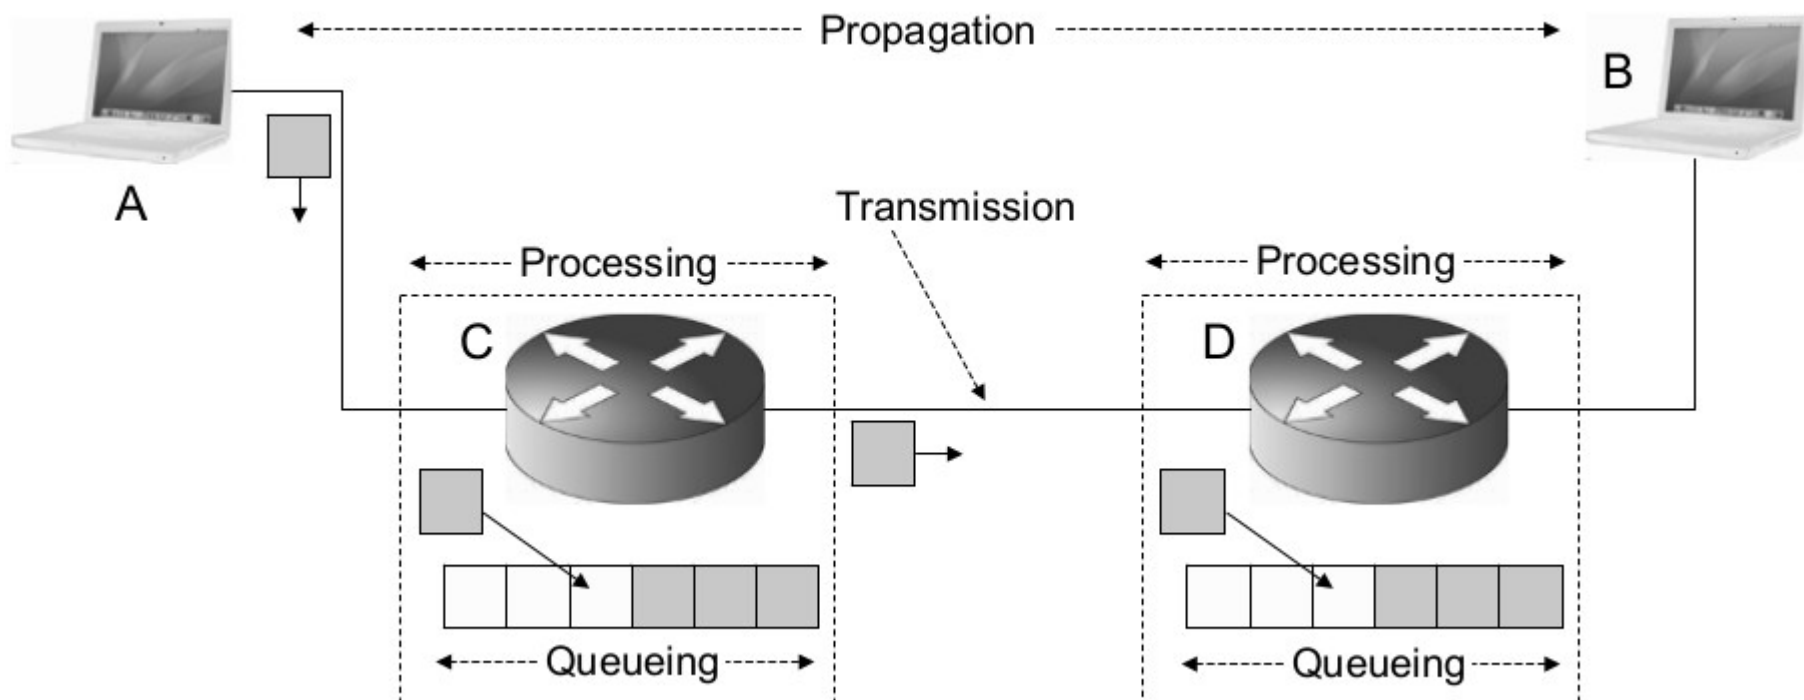 Propagation
A
B
Transmission
Processing
Processing
C
D
Queueing
Queueing